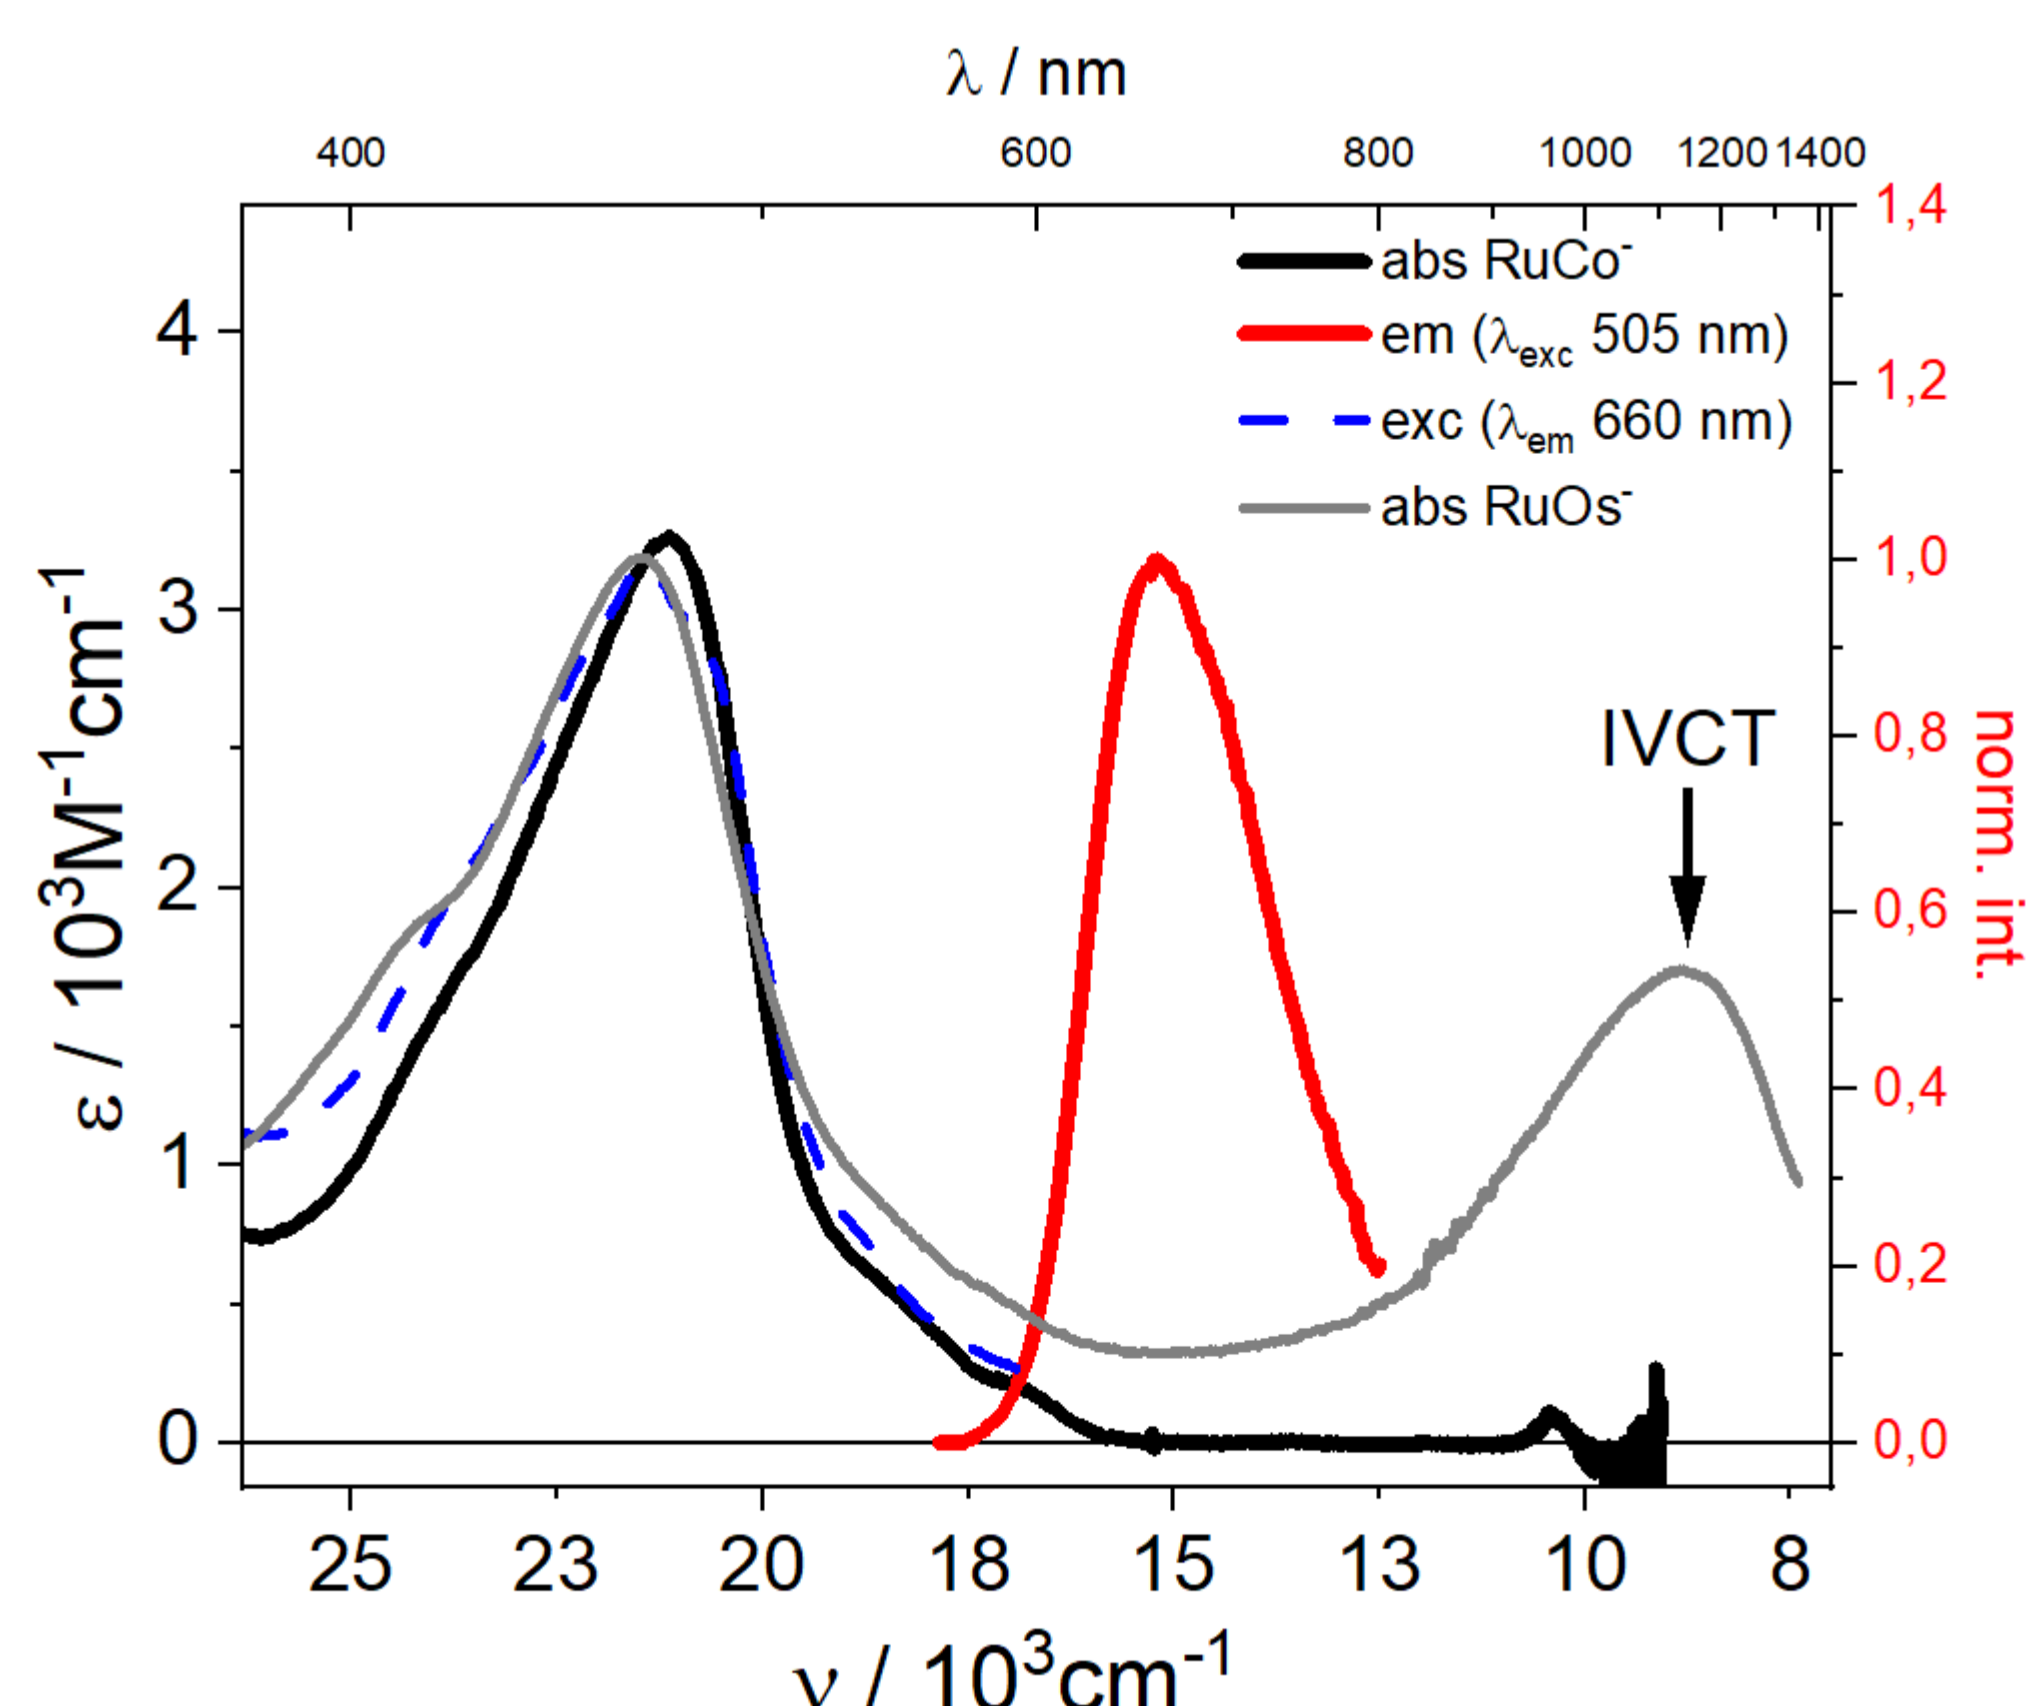 λ / nm
400 600 800 1000 1200 1400
abs RuCo⁻
em (λexc 505 nm)
exc (λem 660 nm)
abs RuOs⁻
IVCT
ε / 10³M⁻¹cm⁻¹
4
3
2
1
0
1,4
1,2
1,0
0,8
0,6
0,4
0,2
0,0
norm. int.
25 23 20 18 15 13 10 8
ν / 10³cm⁻¹